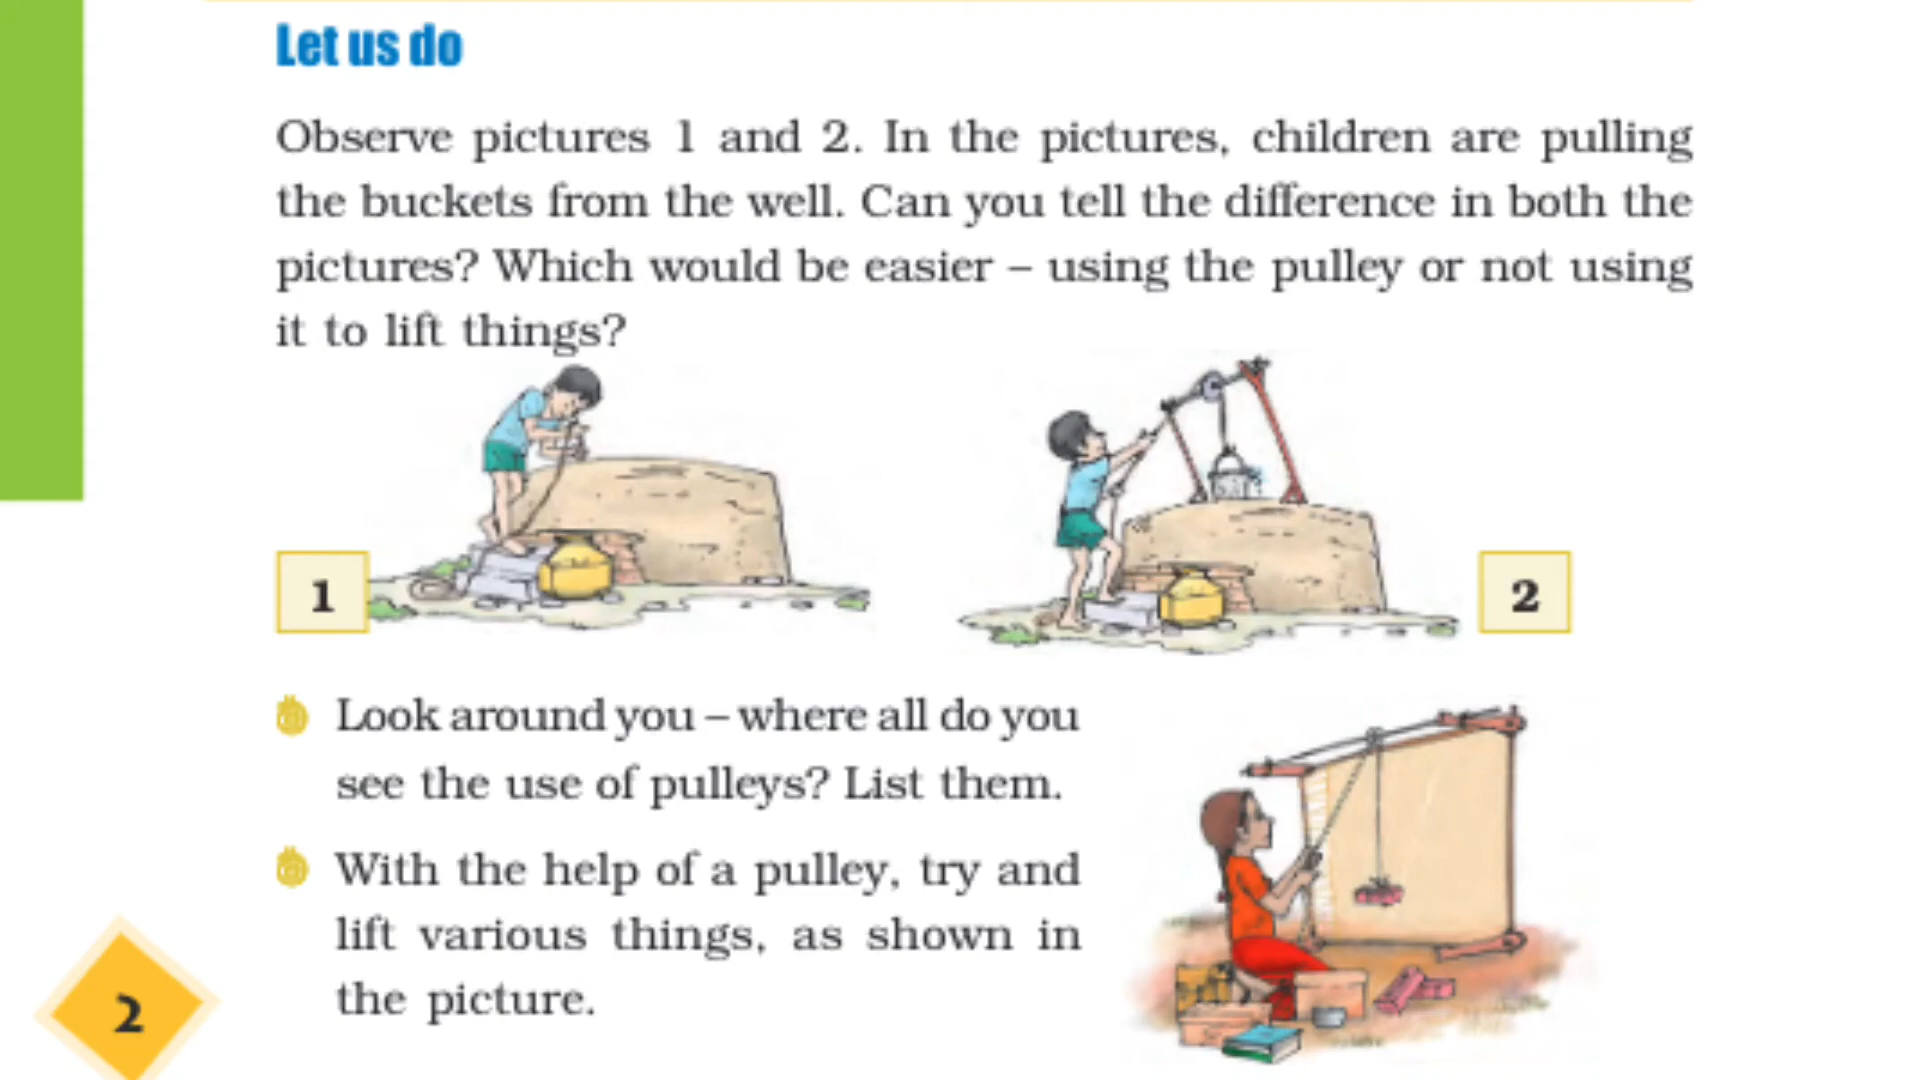 Let us do
Observe pictures 1 and 2. In the pictures, children are pulling
the buckets from the well. Can you tell the difference in both the
pictures? Which would be easier – using the pulley or not using
it to lift things?
1
2
Look around you – where all do you
see the use of pulleys? List them.
With the help of a pulley, try and
lift various things, as shown in
the picture.
2